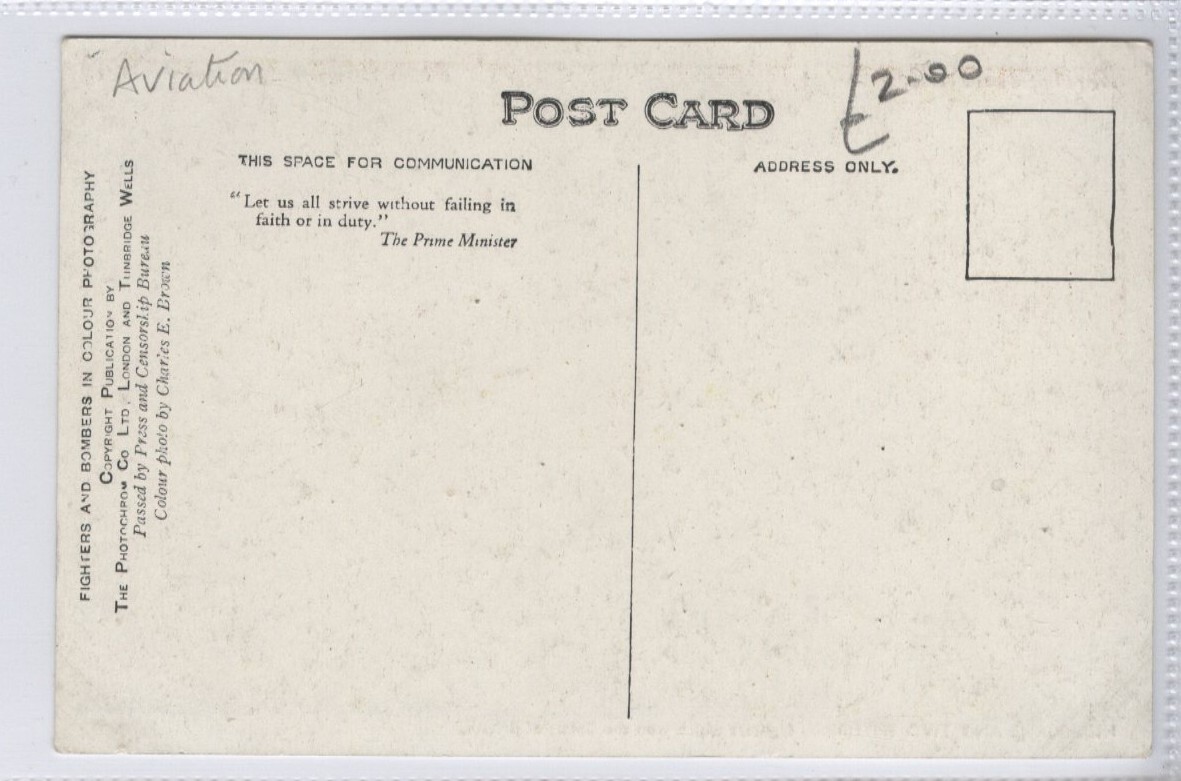 Aviation
£2-00
POST CARD
THIS SPACE FOR COMMUNICATION
ADDRESS ONLY.
“Let us all strive without failing in
faith or in duty.”
The Prime Minister
FIGHTERS AND BOMBERS IN COLOUR PHOTOGRAPHY
COPYRIGHT PUBLICATION BY
THE PHOTOCHROM CO LTD, LONDON AND TUNBRIDGE WELLS
Passed by Press and Censorship Bureau
Colour photo by Charles E. Brown